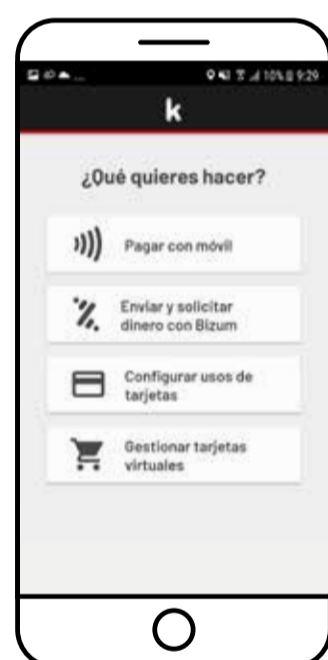 10% 9:29
k
¿Qué quieres hacer?
Pagar con móvil
Enviar y solicitar
dinero con Bizum
Configurar usos de
tarjetas
Gestionar tarjetas
virtuales